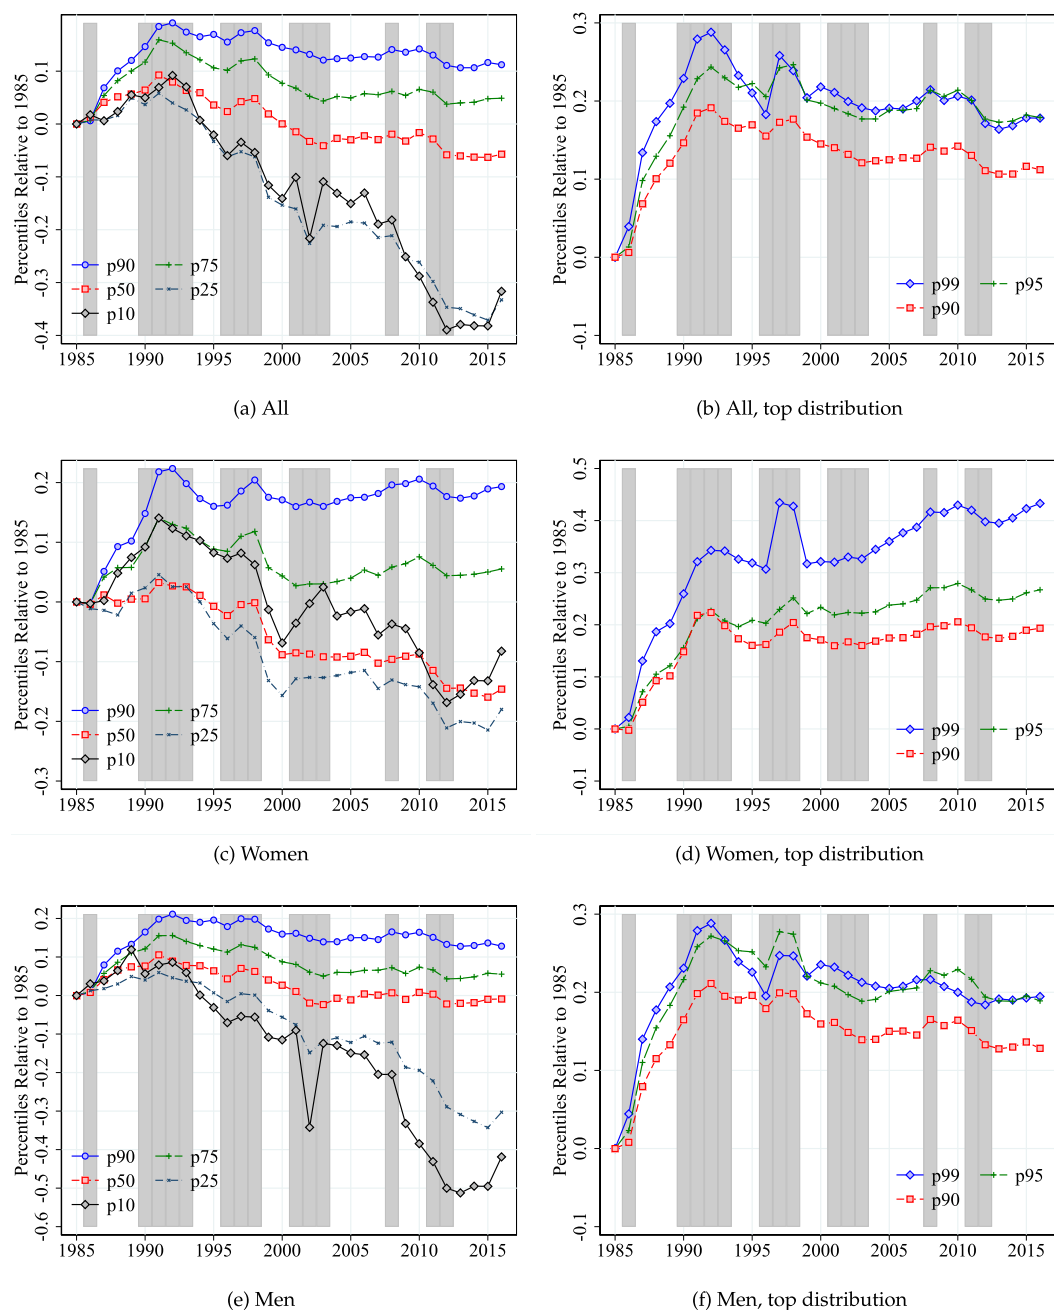 Percentiles Relative to 1985
0.1
0.0
-0.1
-0.2
-0.3
-0.4
p90
p75
p50
p25
p10
1985 1990 1995 2000 2005 2010 2015
(a) All
Percentiles Relative to 1985
0.3
0.2
0.1
0.0
-0.1
p99
p95
p90
1985 1990 1995 2000 2005 2010 2015
(b) All, top distribution
Percentiles Relative to 1985
0.2
0.1
0.0
-0.1
-0.2
-0.3
p90
p75
p50
p25
p10
1985 1990 1995 2000 2005 2010 2015
(c) Women
Percentiles Relative to 1985
0.5
0.4
0.3
0.2
0.1
0.0
-0.1
p99
p95
p90
1985 1990 1995 2000 2005 2010 2015
(d) Women, top distribution
Percentiles Relative to 1985
0.2
0.1
0.0
-0.1
-0.2
-0.3
-0.4
-0.5
-0.6
p90
p75
p50
p25
p10
1985 1990 1995 2000 2005 2010 2015
(e) Men
Percentiles Relative to 1985
0.3
0.2
0.1
0.0
-0.1
p99
p95
p90
1985 1990 1995 2000 2005 2010 2015
(f) Men, top distribution